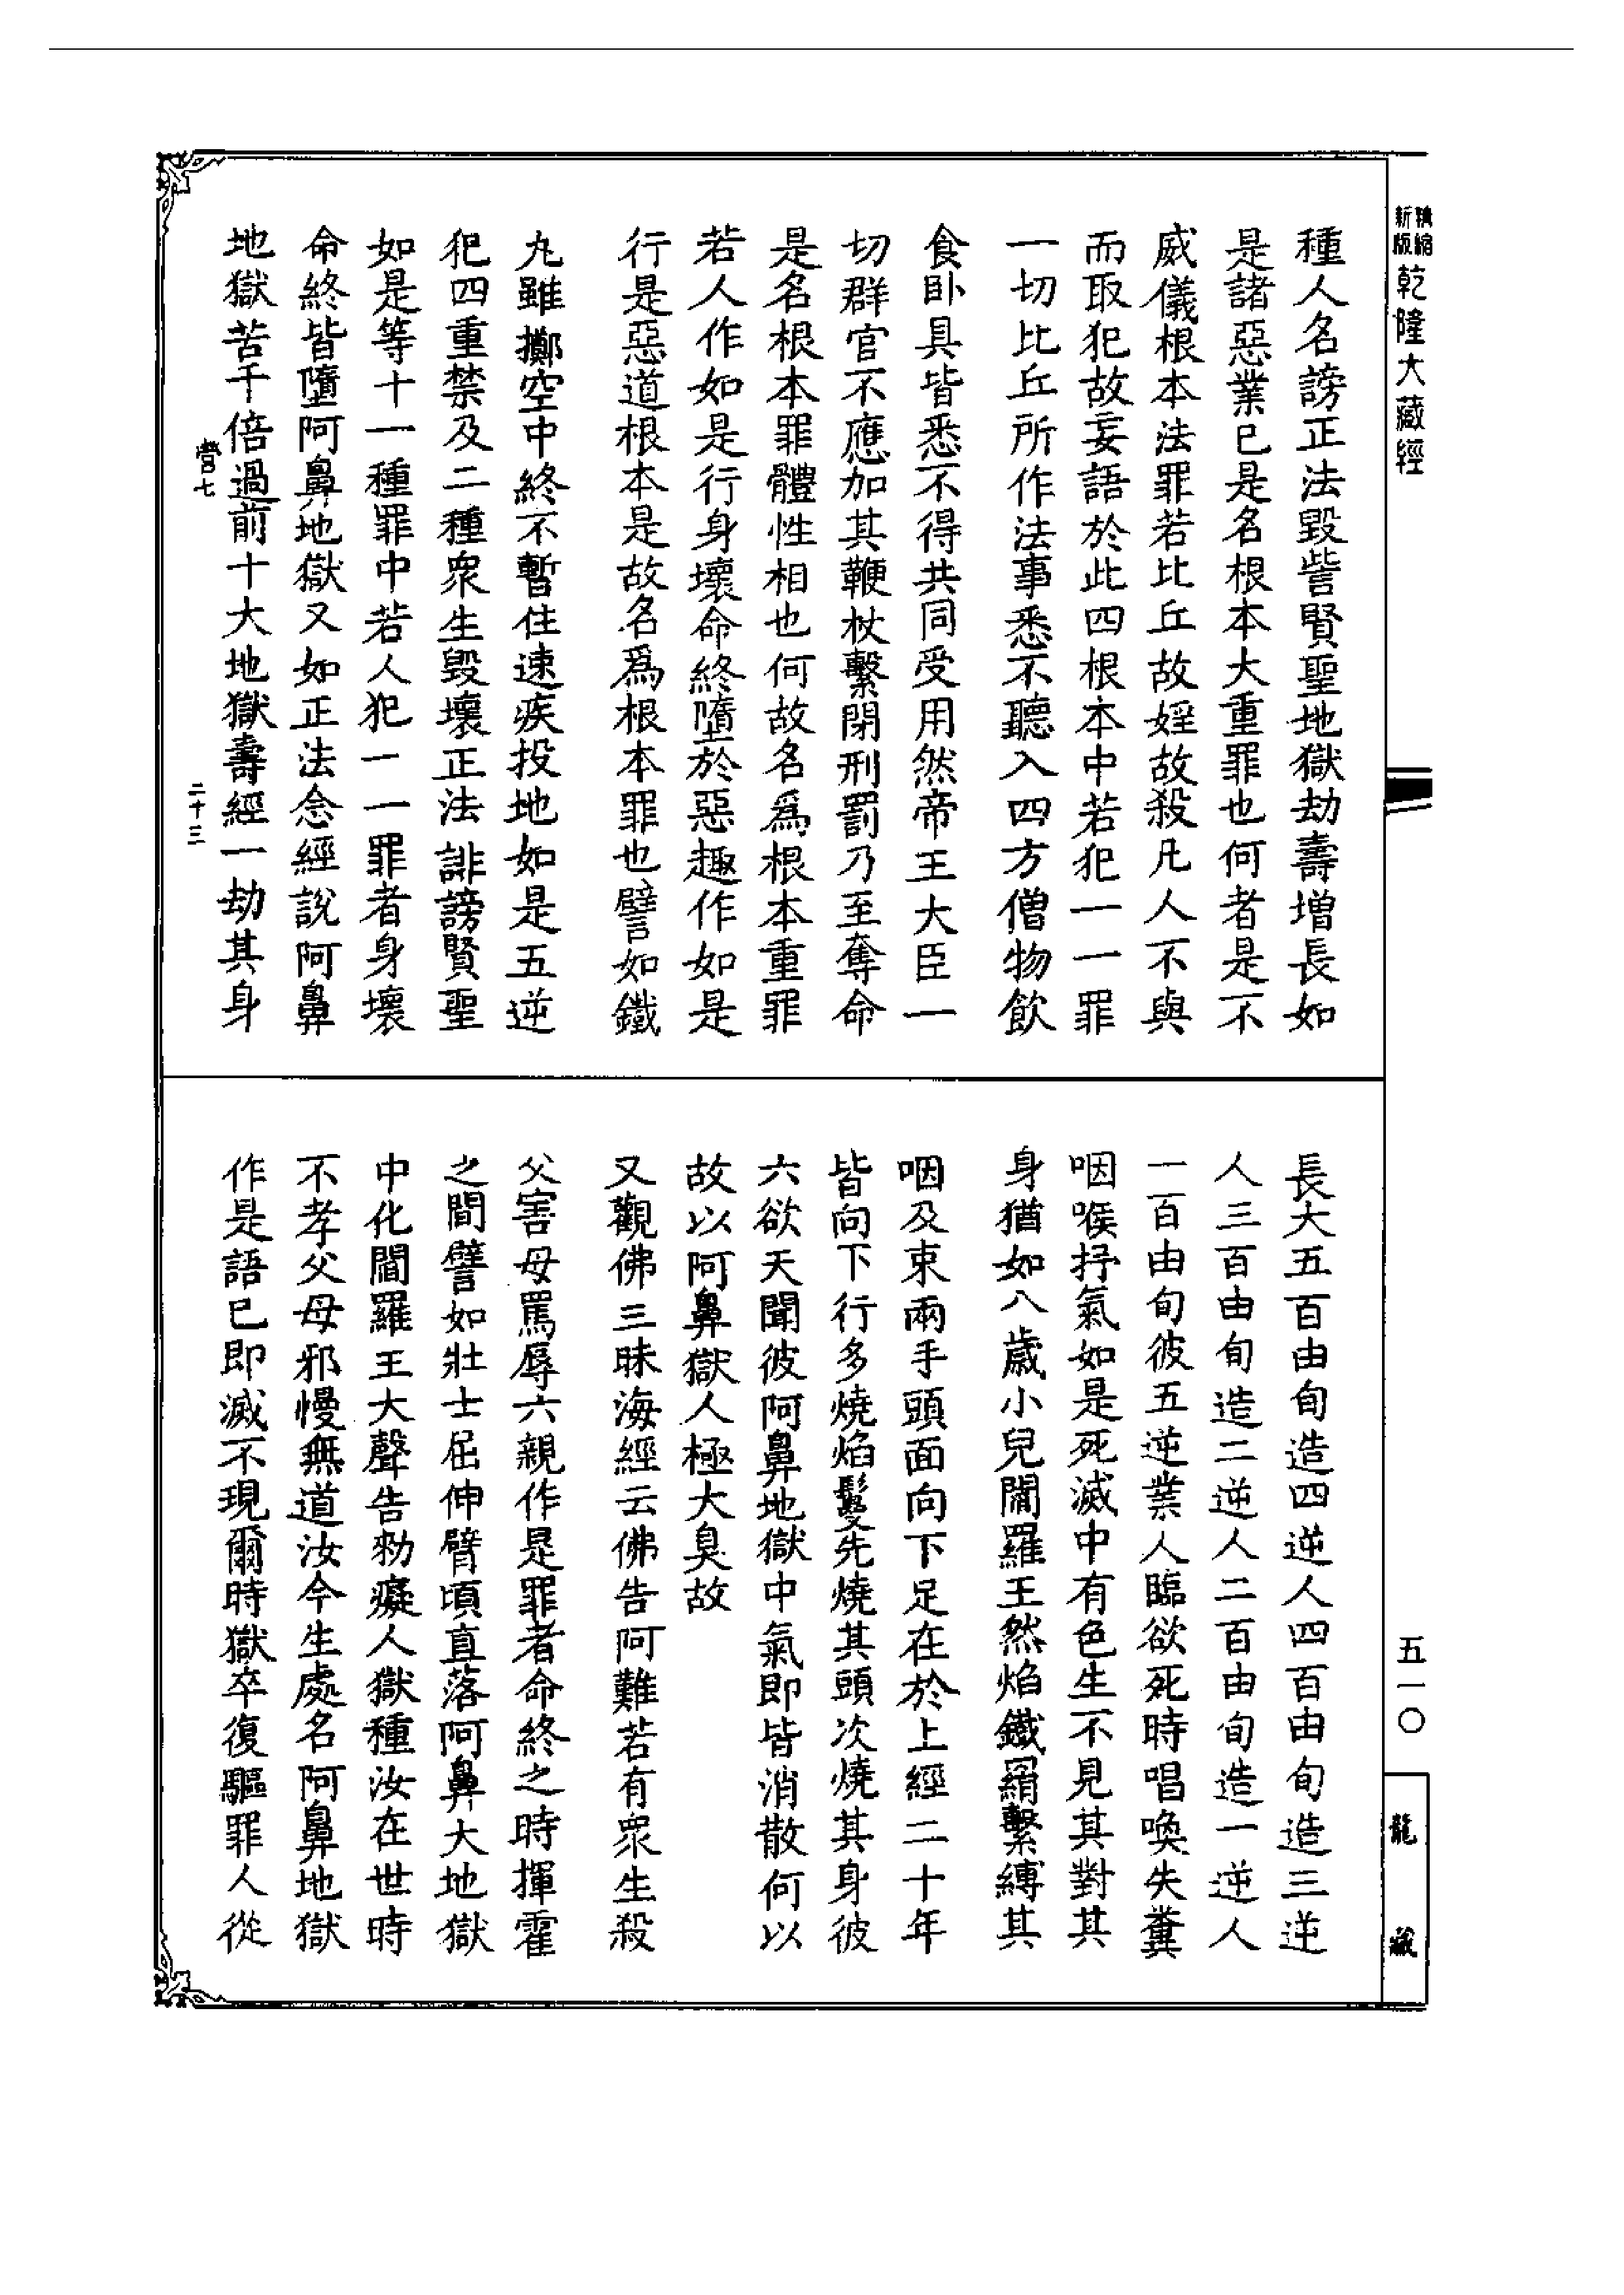 精縮新版乾隆大藏經
種人名謗正法毀訾賢聖地獄劫壽增長如
是諸惡業已是名根本大重罪也何者是不
威儀根本法罪若比丘故婬故殺凡人不與
而取犯故妄語於此四根本中若犯一一罪
一切比丘所作法事悉不聽入四方僧物飲
食卧具皆悉不得共同受用然帝王大臣一
切群官不應加其鞭杖繫閉刑罰乃至奪命
是名根本罪體性相也何故名爲根本重罪
若人作如是行身壞命終墮於惡趣作如是
行是惡道根本是故名爲根本罪也譬如鐵
丸雖擲空中終不暫住速疾投地如是五逆
犯四重禁及二種衆生毀壞正法誹謗賢聖
如是等十一種罪中若人犯一一罪者身壞
命終皆墮阿鼻地獄又如正法念經說阿鼻
地獄苦千倍過前十大地獄壽經一劫其身
營七
二十三
長大五百由旬造四逆人四百由旬造三逆
人三百由旬造二逆人二百由旬造一逆人
一百由旬彼五逆業人臨欲死時唱喚失糞
咽喉抒氣如是死滅中有色生不見其對其
身猶如八歲小兒閻羅王然焰鐵羂繫縛其
咽及束兩手頭面向下足在於上經二十年
皆向下行多燒焰鬘先燒其頭次燒其身彼
六欲天聞彼阿鼻地獄中氣即皆消散何以
故以阿鼻獄人極大臭故
又觀佛三昧海經云佛告阿難若有衆生殺
父害母罵辱六親作是罪者命終之時揮霍
之間譬如壯士屈伸臂頃直落阿鼻大地獄
中化閻羅王大聲告勑癡人獄種汝在世時
不孝父母邪慢無道汝今生處名阿鼻地獄
作是語已即滅不現爾時獄卒復驅罪人從
五一〇
龍藏